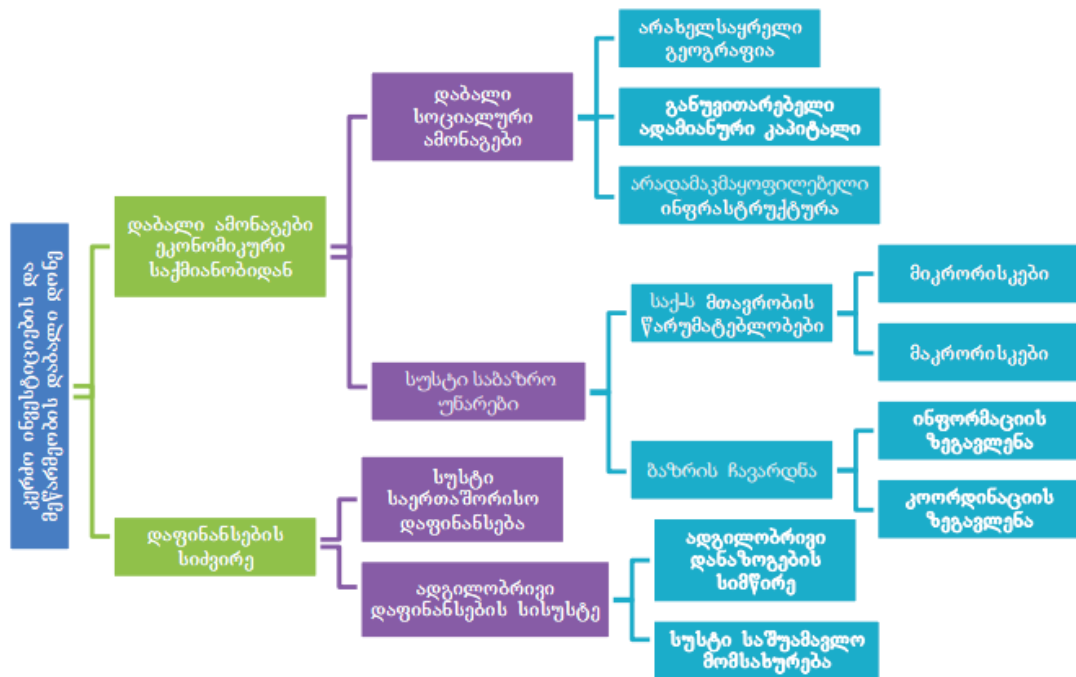 კერძო ინვესტიციების და
მეწარმეობის დაბალი დონე
დაბალი ამონაგები
ეკონომიკური
საქმიანობიდან
დაფინანსების
სიძვირე
დაბალი
სოციალური
ამონაგები
სუსტი საბაზრო
უნარები
სუსტი
საერთაშორისო
დაფინანსება
ადგილობრივი
დაფინანსების სისუსტე
არახელსაყრელი
გეოგრაფია
განუვითარებელი
ადამიანური კაპიტალი
არადამაკმაყოფილებელი
ინფრასტრუქტურა
საქ-ს მთავრობის
წარუმატებლობები
ბაზრის ჩავარდნა
ადგილობრივი
დანაზოგების
სიმწირე
სუსტი საშუამავლო
მომსახურება
მიკრორისკები
მაკრორისკები
ინფორმაციის
ზეგავლენა
კოორდინაციის
ზეგავლენა